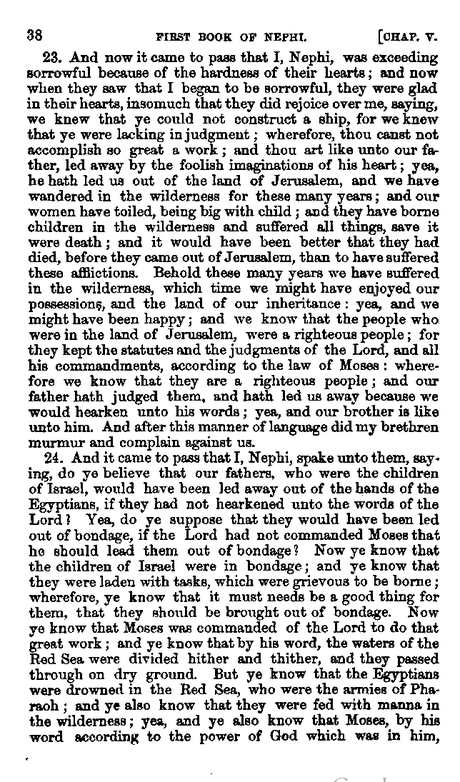 38 FIRST BOOK OF NEPHI. [CHAP. V.
23. And now it came to pass that I, Nephi, was exceeding
sorrowful because of the hardness of their hearts; and now
when they saw that I began to be sorrowful, they were glad
in their hearts, insomuch that they did rejoice over me, saying,
we knew that ye could not construct a ship, for we knew
that ye were lacking in judgment; wherefore, thou canst not
accomplish so great a work; and thou art like unto our fa-
ther, led away by the foolish imaginations of his heart; yea,
he hath led us out of the land of Jerusalem, and we have
wandered in the wilderness for these many years; and our
women have toiled, being big with child; and they have borne
children in the wilderness and suffered all things, save it
were death; and it would have been better that they had
died, before they came out of Jerusalem, than to have suffered
these afflictions. Behold these many years we have suffered
in the wilderness, which time we might have enjoyed our
possessions, and the land of our inheritance: yea, and we
might have been happy; and we know that the people who
were in the land of Jerusalem, were a righteous people; for
they kept the statutes and the judgments of the Lord, and all
his commandments, according to the law of Moses: where-
fore we know that they are a righteous people; and our
father hath judged them, and hath led us away because we
would hearken unto his words; yea, and our brother is like
unto him. And after this manner of language did my brethren
murmur and complain against us.
24. And it came to pass that I, Nephi, spake unto them, say-
ing, do ye believe that our fathers, who were the children
of Israel, would have been led away out of the hands of the
Egyptians, if they had not hearkened unto the words of the
Lord? Yea, do ye suppose that they would have been led
out of bondage, if the Lord had not commanded Moses that
he should lead them out of bondage? Now ye know that
the children of Israel were in bondage; and ye know that
they were laden with tasks, which were grievous to be borne;
wherefore, ye know that it must needs be a good thing for
them, that they should be brought out of bondage. Now
ye know that Moses was commanded of the Lord to do that
great work; and ye know that by his word, the waters of the
Red Sea were divided hither and thither, and they passed
through on dry ground. But ye know that the Egyptians
were drowned in the Red Sea, who were the armies of Pha-
raoh; and ye also know that they were fed with manna in
the wilderness; yea, and ye also know that Moses, by his
word according to the power of God which was in him,